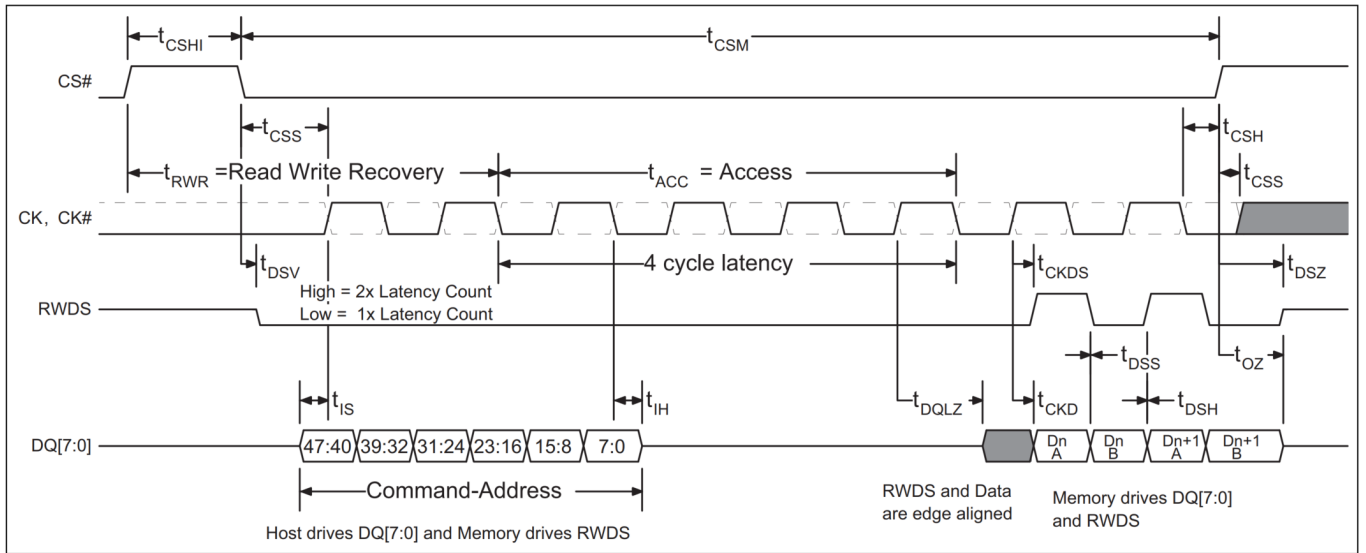 tCSHI
tCSM
CS#
tCSS
tCSH
tRWR =Read Write Recovery
tACC = Access
tCSS
CK, CK#
tDSV
4 cycle latency
tCKDS
tDSZ
High = 2x Latency Count
Low = 1x Latency Count
RWDS
tDSS
tOZ
tIS
tIH
tDQLZ
tCKD
tDSH
DQ[7:0]
47:40 39:32 31:24 23:16 15:8 7:0
Dn A
Dn B
Dn+1 A
Dn+1 B
Command-Address
RWDS and Data
are edge aligned
Memory drives DQ[7:0]
and RWDS
Host drives DQ[7:0] and Memory drives RWDS